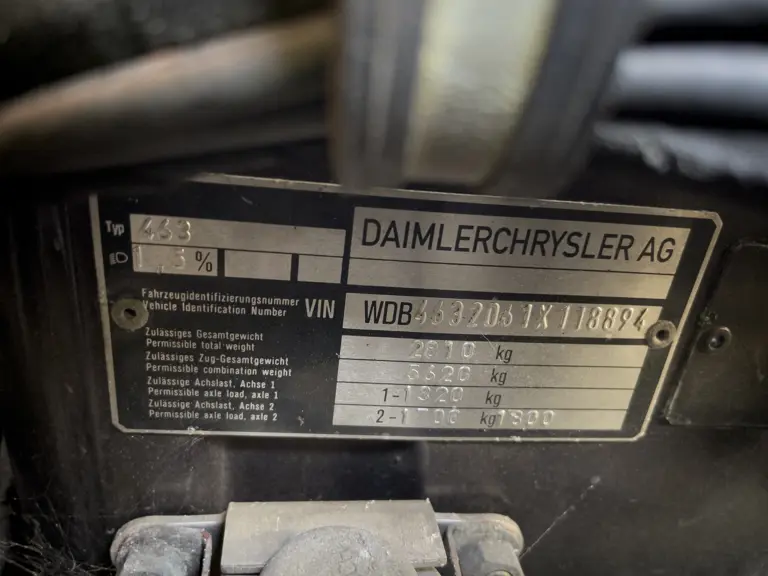 Typ 463
DAIMLERCHRYSLER AG
1,5 %
Fahrzeugidentifizierungsnummer
Vehicle Identification Number
VIN WDB4632061X118894
Zulässiges Gesamtgewicht
Permissible total weight
2810 kg
Zulässiges Zug-Gesamtgewicht
Permissible combination weight
5620 kg
Zulässige Achslast, Achse 1
Permissible axle load, axle 1
1-1320 kg
Zulässige Achslast, Achse 2
Permissible axle load, axle 2
2-1700 kg 1800